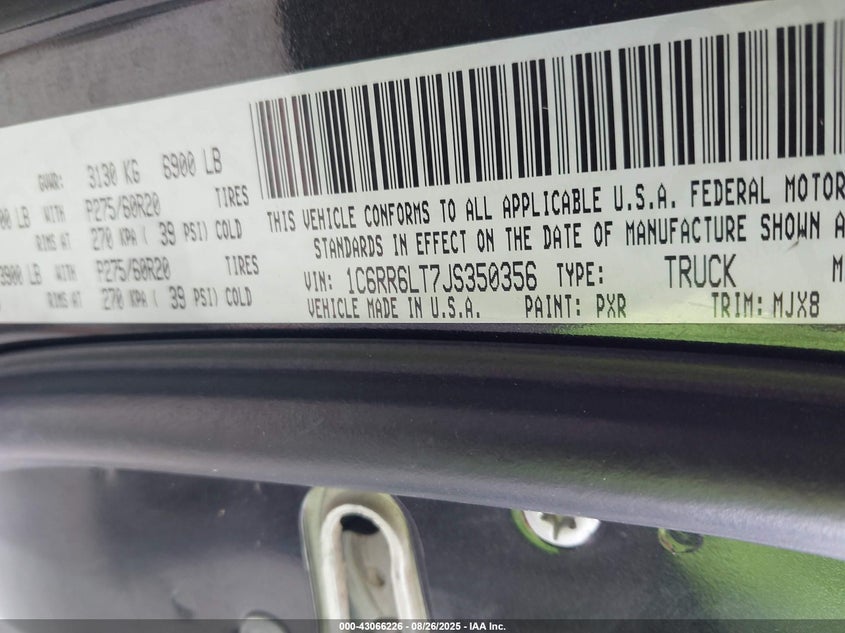 GVWR: 3130 KG 6900 LB
00 LB WITH P275/60R20 TIRES
RIMS AT 270 KPA ( 39 PSI) COLD
3900 LB WITH P275/60R20 TIRES
RIMS AT 270 KPA ( 39 PSI) COLD
THIS VEHICLE CONFORMS TO ALL APPLICABLE U.S.A. FEDERAL MOTOR
STANDARDS IN EFFECT ON THE DATE OF MANUFACTURE SHOWN A
VIN: 1C6RR6LT7JS350356 TYPE: TRUCK M
VEHICLE MADE IN U.S.A. PAINT: PXR TRIM: MJX8
000-43066226 - 08/26/2025 - IAA Inc.